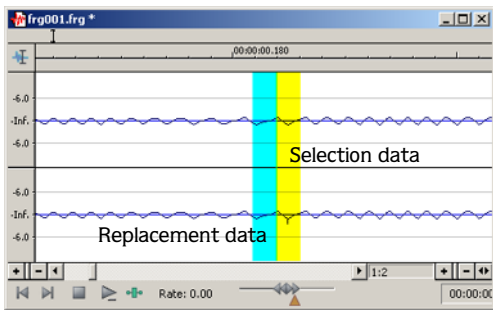 frg001.frg *
,00:00:00.180
-6.0
-Inf.
-6.0
Selection data
-6.0
-Inf.
-6.0
Replacement data
1:2
Rate: 0.00
00:00:00